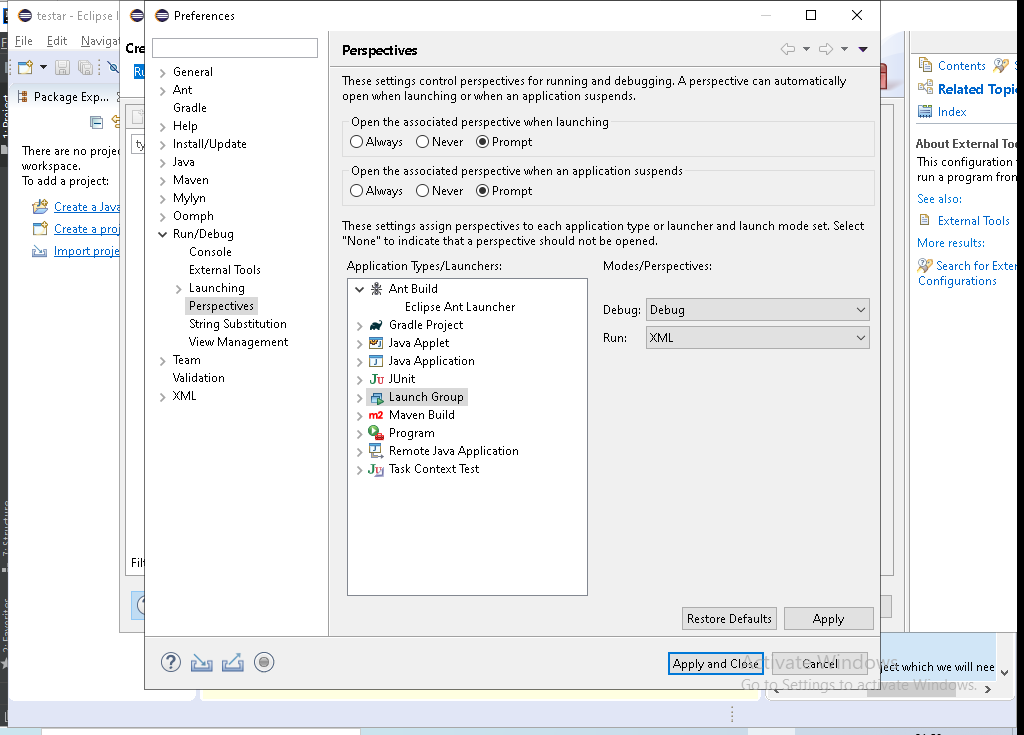 testar - Eclipse I
Preferences
File Edit Navigat
Cre
Ru
Package Exp...
There are no projec
workspace.
To add a project:
Create a Java
Create a proj
Import proje
ty
Filt
General
Ant
Gradle
Help
Install/Update
Java
Maven
Mylyn
Oomph
Run/Debug
Console
External Tools
Launching
Perspectives
String Substitution
View Management
Team
Validation
XML
Perspectives
These settings control perspectives for running and debugging. A perspective can automatically
open when launching or when an application suspends.
Open the associated perspective when launching
Always Never Prompt
Open the associated perspective when an application suspends
Always Never Prompt
These settings assign perspectives to each application type or launcher and launch mode set. Select
"None" to indicate that a perspective should not be opened.
Application Types/Launchers:
Modes/Perspectives:
Ant Build
Eclipse Ant Launcher
Gradle Project
Java Applet
Java Application
JUnit
Launch Group
Maven Build
Program
Remote Java Application
Task Context Test
Debug: Debug
Run: XML
Restore Defaults Apply
Apply and Close Cancel
Contents S
Related Topi
Index
About External Too
This configuration
run a program from
See also:
External Tools
More results:
Search for Exter
Configurations
ject which we will nee
Activate Windows
Go to Settings to activate Windows.
1: Project
7: Structure
2: Favorites